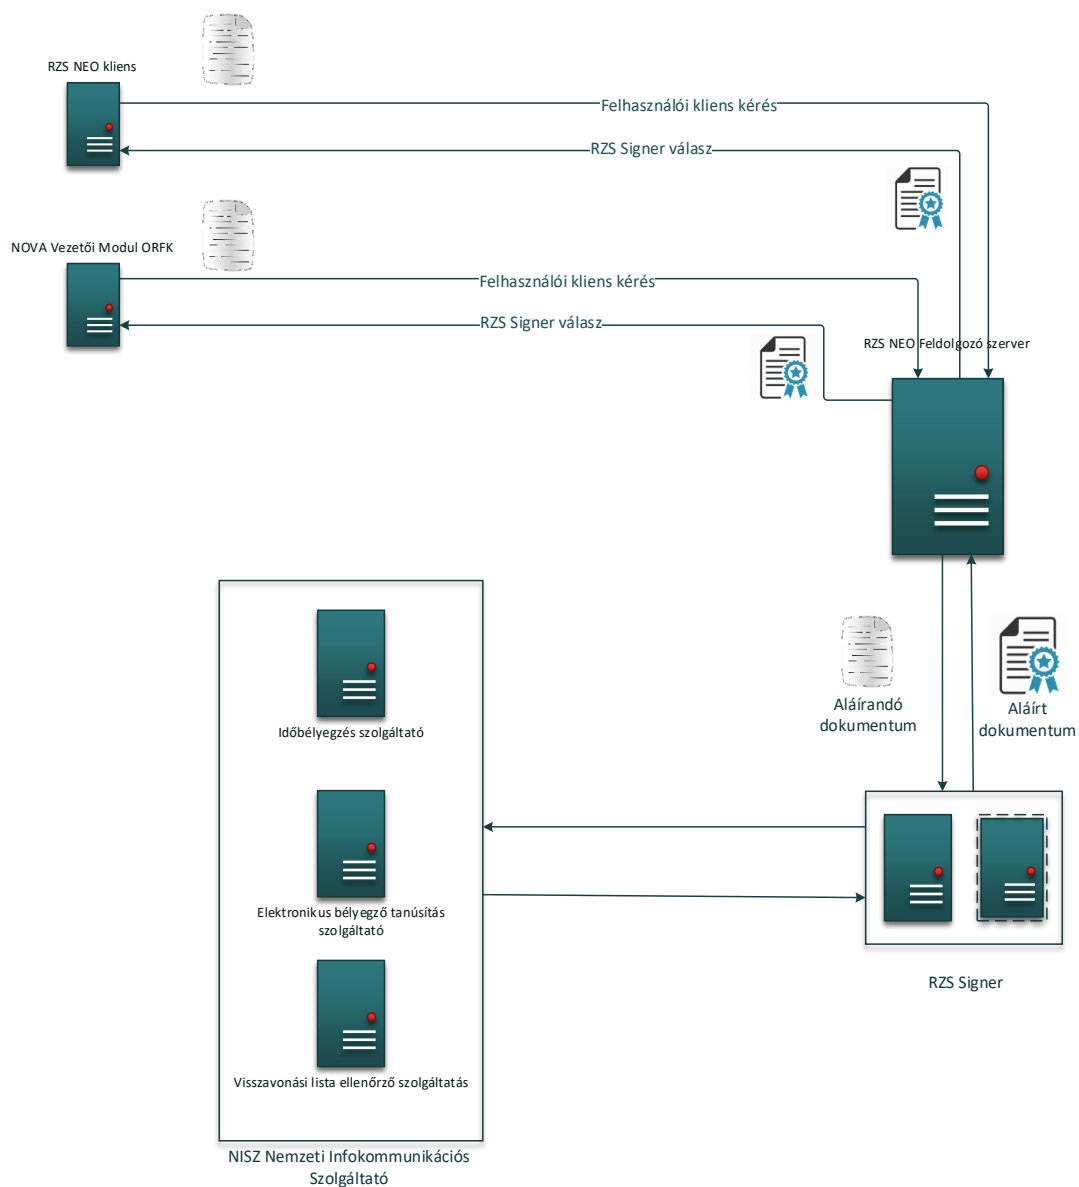 RZS NEO kliens
Felhasználói kliens kérés
RZS Signer válasz
NOVA Vezetői Modul ORFK
Felhasználói kliens kérés
RZS Signer válasz
RZS NEO Feldolgozó szerver
Aláírandó
dokumentum
Aláírt
dokumentum
Időbélyegzés szolgáltató
Elektronikus bélyegző tanúsítás
szolgáltató
Visszavonási lista ellenőrző szolgáltatás
RZS Signer
NISZ Nemzeti Infokommunikációs
Szolgáltató